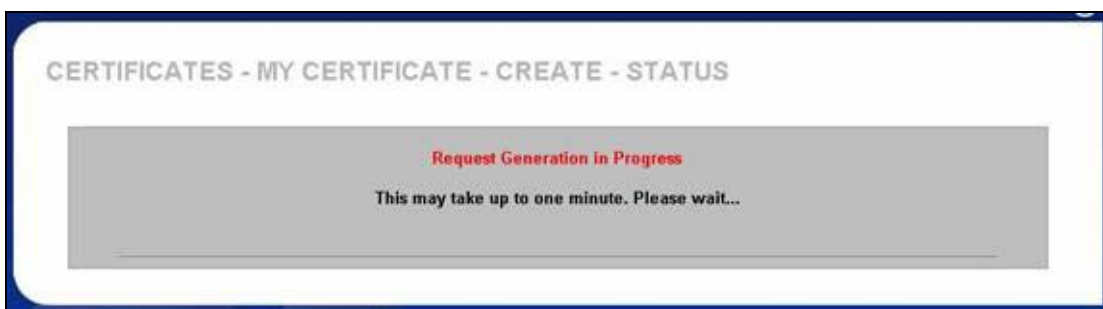 CERTIFICATES - MY CERTIFICATE - CREATE - STATUS
Request Generation in Progress
This may take up to one minute. Please wait...